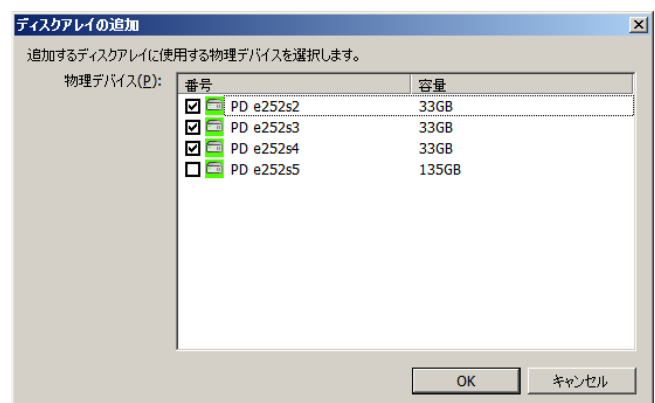 ディスクアレイの追加
追加するディスクアレイに使用する物理デバイスを選択します。
物理デバイス(P):
番号 容量
PD e252s2 33GB
PD e252s3 33GB
PD e252s4 33GB
PD e252s5 135GB
OK キャンセル